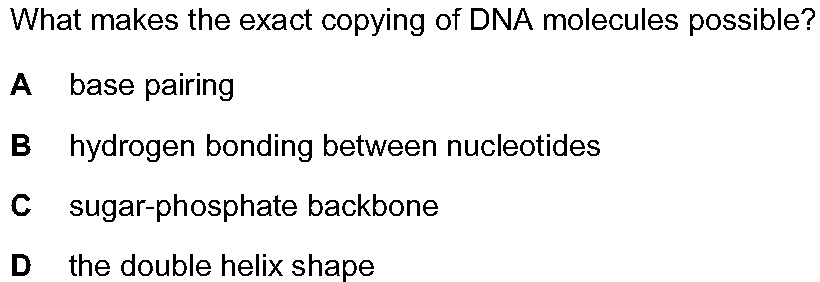 What makes the exact copying of DNA molecules possible?
A base pairing
B hydrogen bonding between nucleotides
C sugar-phosphate backbone
D the double helix shape